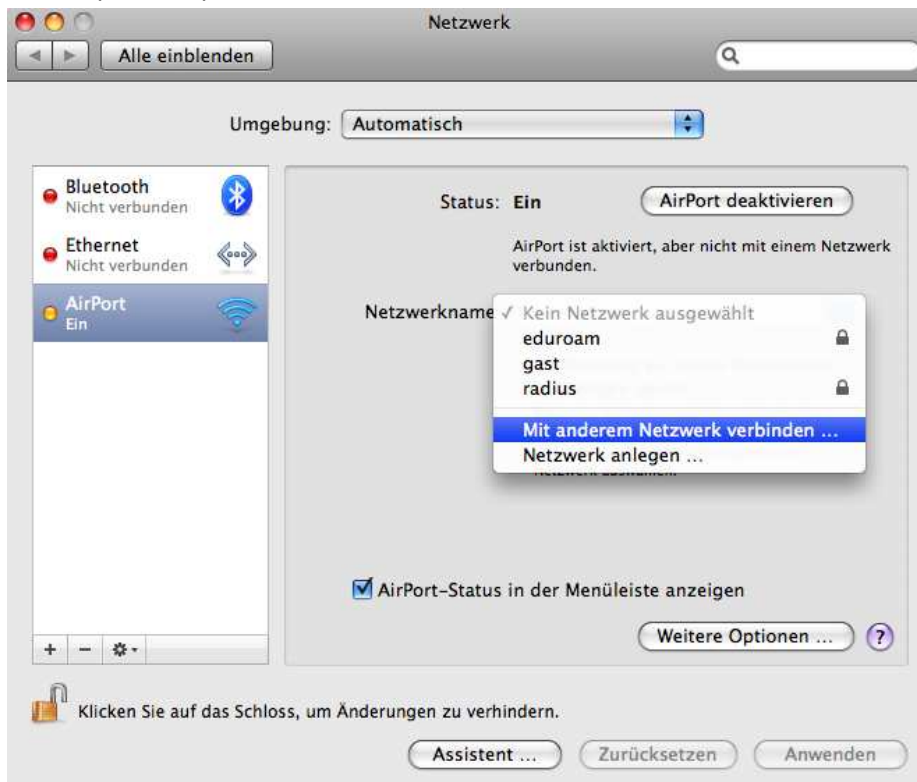 Netzwerk
Alle einblenden
Umgebung: Automatisch
Bluetooth
Nicht verbunden
Ethernet
Nicht verbunden
AirPort
Ein
Status: Ein
AirPort deaktivieren
AirPort ist aktiviert, aber nicht mit einem Netzwerk
verbunden.
Netzwerkname
✓ Kein Netzwerk ausgewählt
eduroam
gast
radius
Mit anderem Netzwerk verbinden ...
Netzwerk anlegen ...
AirPort-Status in der Menüleiste anzeigen
Weitere Optionen ... ?
+ −
Klicken Sie auf das Schloss, um Änderungen zu verhindern.
Assistent ... Zurücksetzen Anwenden